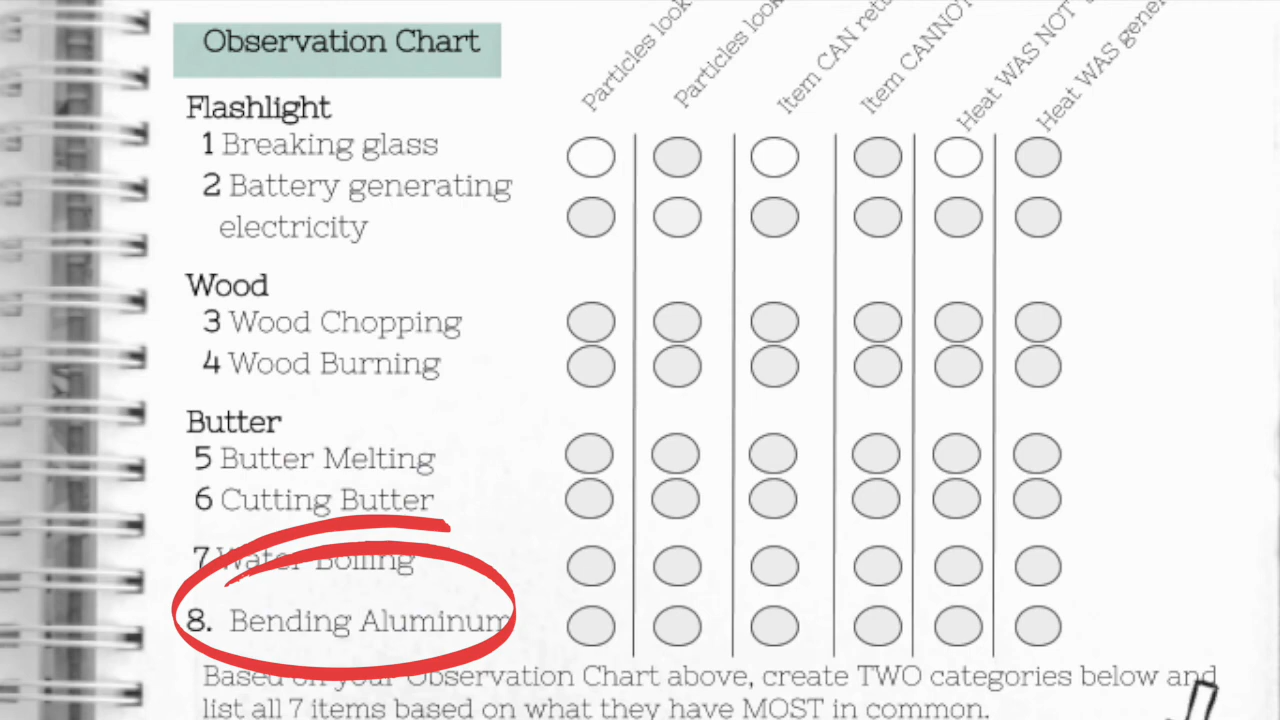 Observation Chart
Particles look
Particles look
Item CAN
Item CANNOT
Heat WAS NOT
Heat WAS
Flashlight
1 Breaking glass
2 Battery generating
electricity
Wood
3 Wood Chopping
4 Wood Burning
Butter
5 Butter Melting
6 Cutting Butter
7 Water Boiling
8. Bending Aluminum
Based on your Observation Chart above, create TWO categories below and
list all 7 items based on what they have MOST in common.